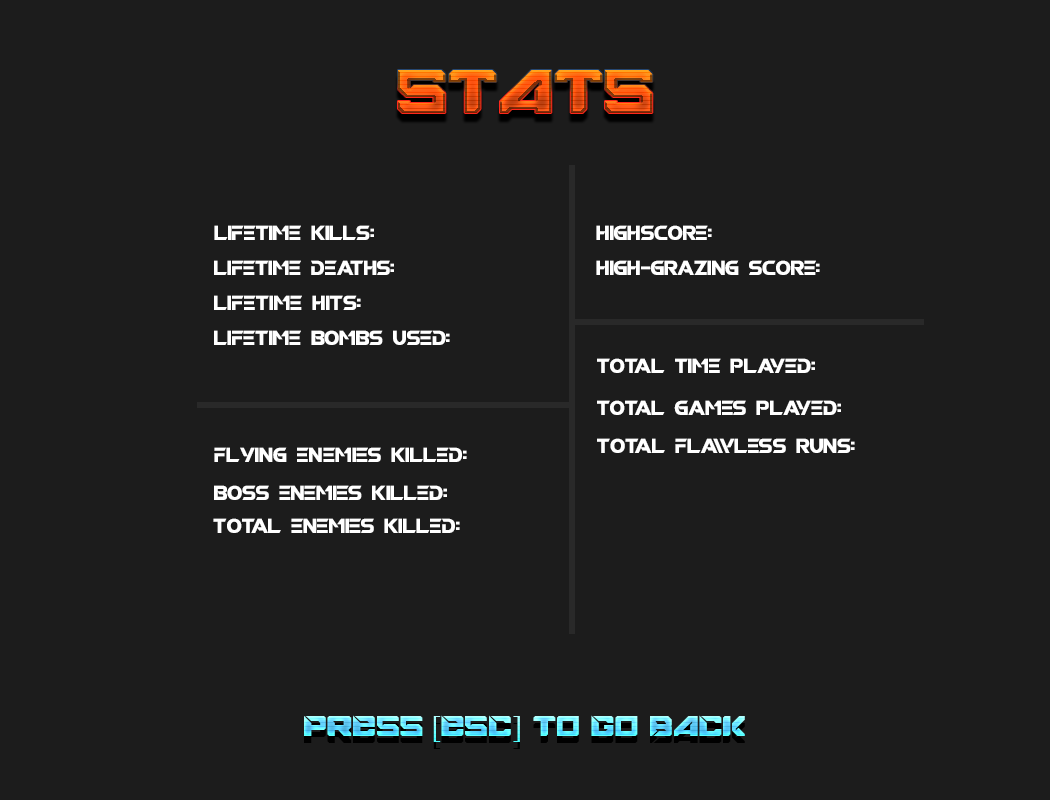 STATS
LIFETIME KILLS:
LIFETIME DEATHS:
LIFETIME HITS:
LIFETIME BOMBS USED:
FLYING ENEMIES KILLED:
BOSS ENEMIES KILLED:
TOTAL ENEMIES KILLED:
HIGHSCORE:
HIGH-GRAZING SCORE:
TOTAL TIME PLAYED:
TOTAL GAMES PLAYED:
TOTAL FLAWLESS RUNS:
PRESS [ESC] TO GO BACK